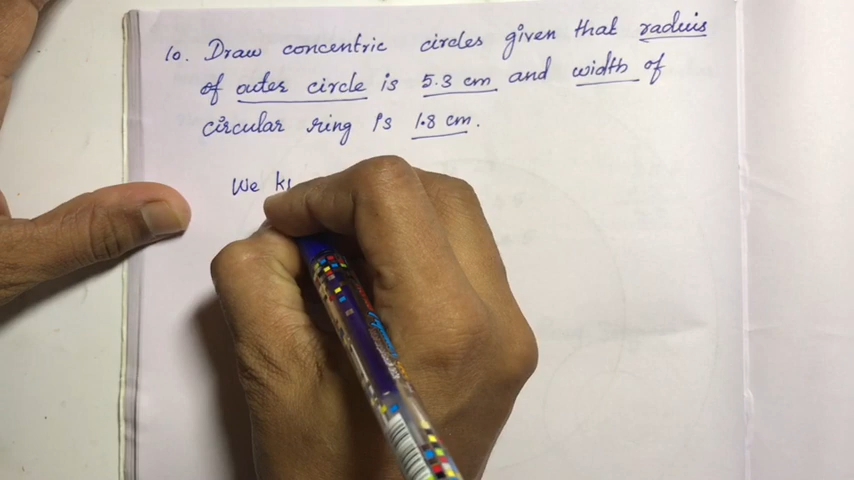 10. Draw concentric circles given that radius
of outer circle is 5.3 cm and width of
circular ring is 1.8 cm.
We k